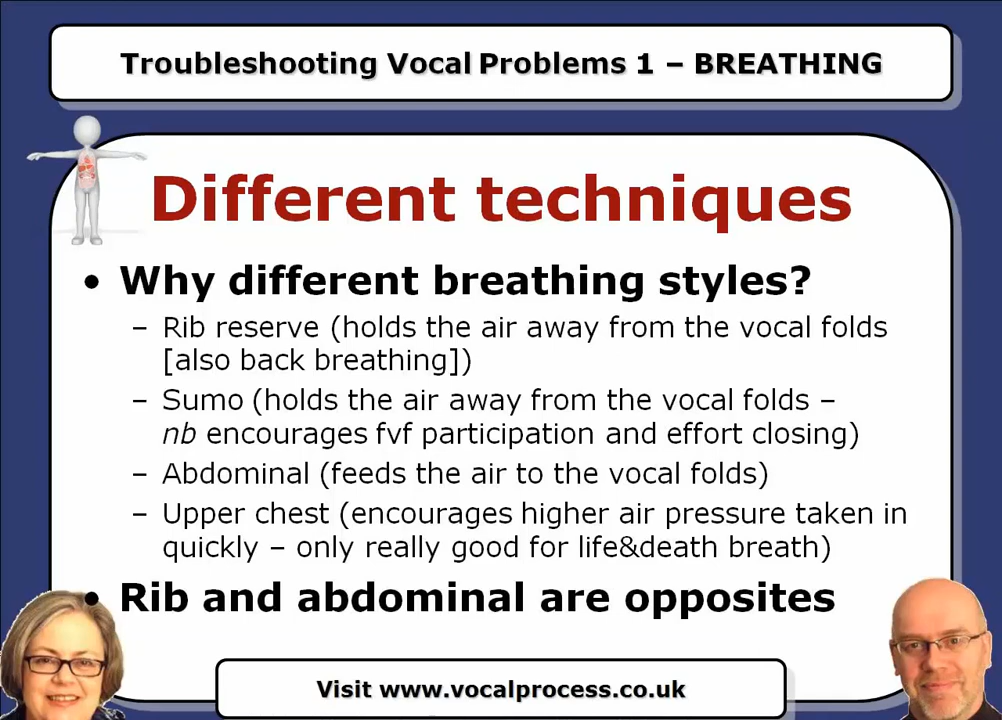 Troubleshooting Vocal Problems 1 – BREATHING
Different techniques
• Why different breathing styles?
– Rib reserve (holds the air away from the vocal folds
[also back breathing])
– Sumo (holds the air away from the vocal folds –
nb encourages fvf participation and effort closing)
– Abdominal (feeds the air to the vocal folds)
– Upper chest (encourages higher air pressure taken in
quickly – only really good for life&death breath)
• Rib and abdominal are opposites
Visit www.vocalprocess.co.uk